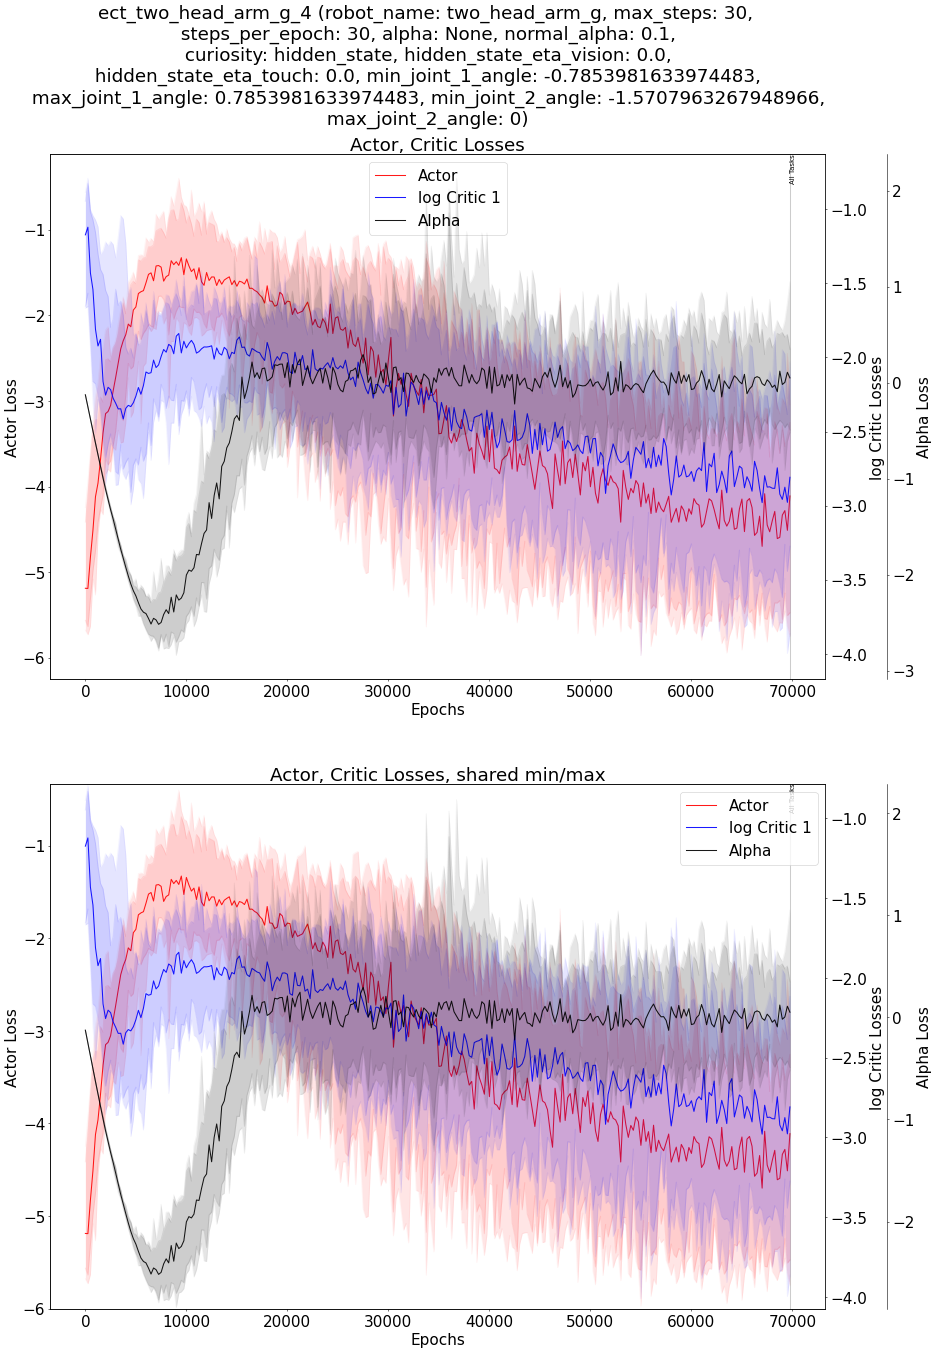 ect_two_head_arm_g_4 (robot_name: two_head_arm_g, max_steps: 30,
steps_per_epoch: 30, alpha: None, normal_alpha: 0.1,
curiosity: hidden_state, hidden_state_eta_vision: 0.0,
hidden_state_eta_touch: 0.0, min_joint_1_angle: -0.7853981633974483,
max_joint_1_angle: 0.7853981633974483, min_joint_2_angle: -1.5707963267948966,
max_joint_2_angle: 0)
Actor, Critic Losses
Actor
log Critic 1
Alpha
All Tasks
Actor Loss
−1
−2
−3
−4
−5
−6
−1.0
−1.5
−2.0
−2.5
−3.0
−3.5
−4.0
log Critic Losses
2
1
0
−1
−2
−3
Alpha Loss
0 10000 20000 30000 40000 50000 60000 70000
Epochs
Actor, Critic Losses, shared min/max
Actor
log Critic 1
Alpha
All Tasks
Actor Loss
−1
−2
−3
−4
−5
−6
−1.0
−1.5
−2.0
−2.5
−3.0
−3.5
−4.0
log Critic Losses
2
1
0
−1
−2
Alpha Loss
0 10000 20000 30000 40000 50000 60000 70000
Epochs